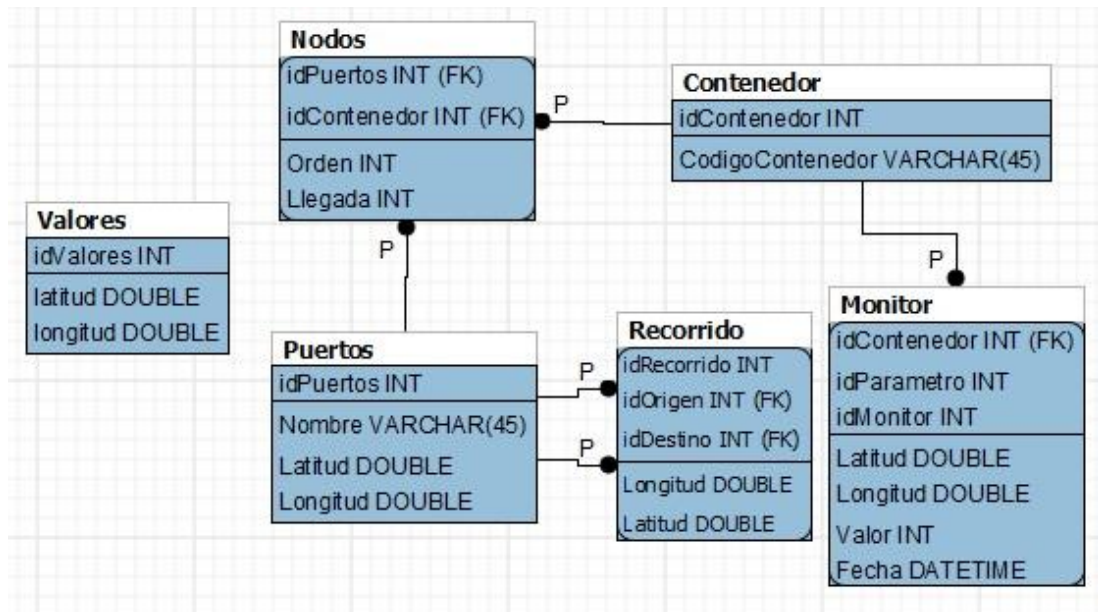 Nodos
idPuertos INT (FK)
idContenedor INT (FK)
Orden INT
Llegada INT
P
P
Contenedor
idContenedor INT
CodigoContenedor VARCHAR(45)
P
Valores
idValores INT
latitud DOUBLE
longitud DOUBLE
Puertos
idPuertos INT
Nombre VARCHAR(45)
Latitud DOUBLE
Longitud DOUBLE
P
P
Recorrido
idRecorrido INT
idOrigen INT (FK)
idDestino INT (FK)
Longitud DOUBLE
Latitud DOUBLE
Monitor
idContenedor INT (FK)
idParametro INT
idMonitor INT
Latitud DOUBLE
Longitud DOUBLE
Valor INT
Fecha DATETIME